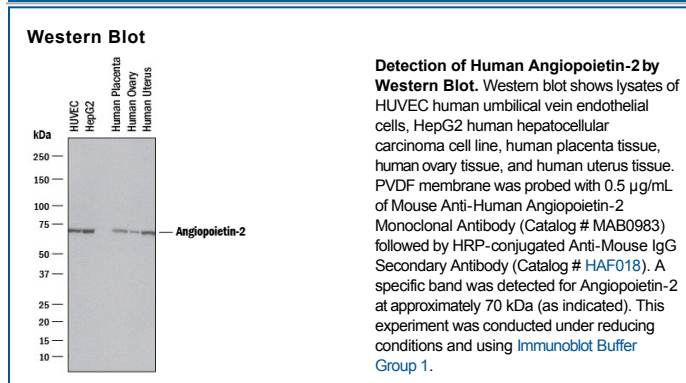 Western Blot
HUVEC
HepG2
Human Placenta
Human Ovary
Human Uterus
kDa
250
150
100
75
50
37
25
20
15
10
Angiopoietin-2
Detection of Human Angiopoietin-2 by
Western Blot. Western blot shows lysates of
HUVEC human umbilical vein endothelial
cells, HepG2 human hepatocellular
carcinoma cell line, human placenta tissue,
human ovary tissue, and human uterus tissue.
PVDF membrane was probed with 0.5 µg/mL
of Mouse Anti-Human Angiopoietin-2
Monoclonal Antibody (Catalog # MAB0983)
followed by HRP-conjugated Anti-Mouse IgG
Secondary Antibody (Catalog # HAF018). A
specific band was detected for Angiopoietin-2
at approximately 70 kDa (as indicated). This
experiment was conducted under reducing
conditions and using Immunoblot Buffer
Group 1.